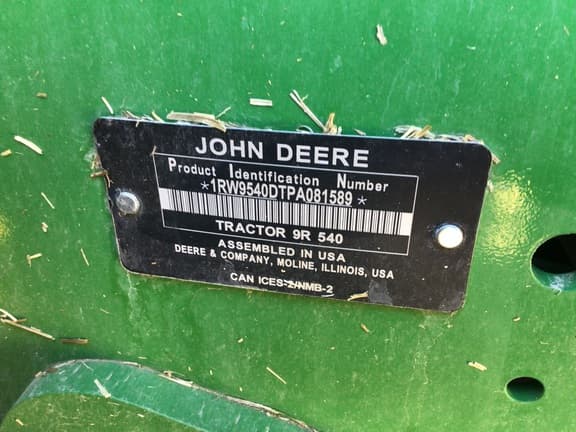 JOHN DEERE
Product Identification Number
*1RW9540DTPA081589*
TRACTOR 9R 540
ASSEMBLED IN USA
DEERE & COMPANY, MOLINE, ILLINOIS, USA
CAN ICES-2/NMB-2